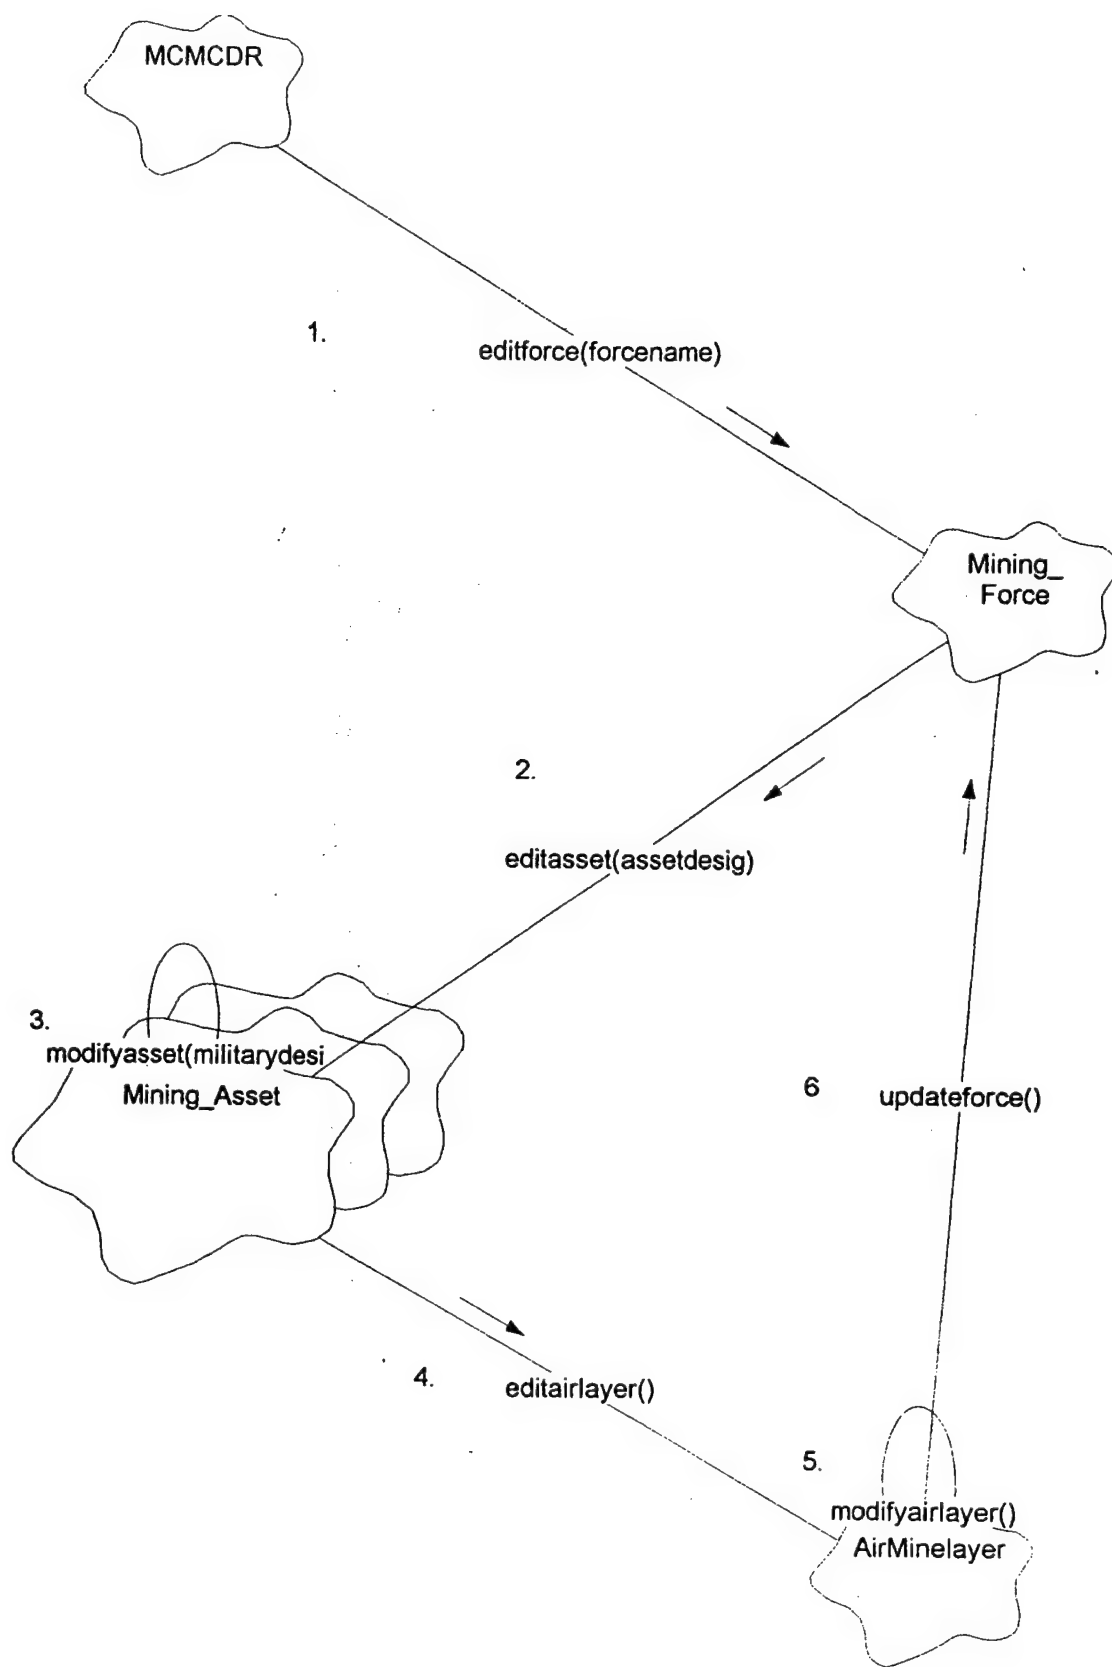 MCMCDR
1.
editforce(forcename)
Mining_
Force
2.
editasset(assetdesig)
3.
modifyasset(militarydesi
Mining_Asset
6
updateforce()
4.
editairlayer()
5.
modifyairlayer()
AirMinelayer